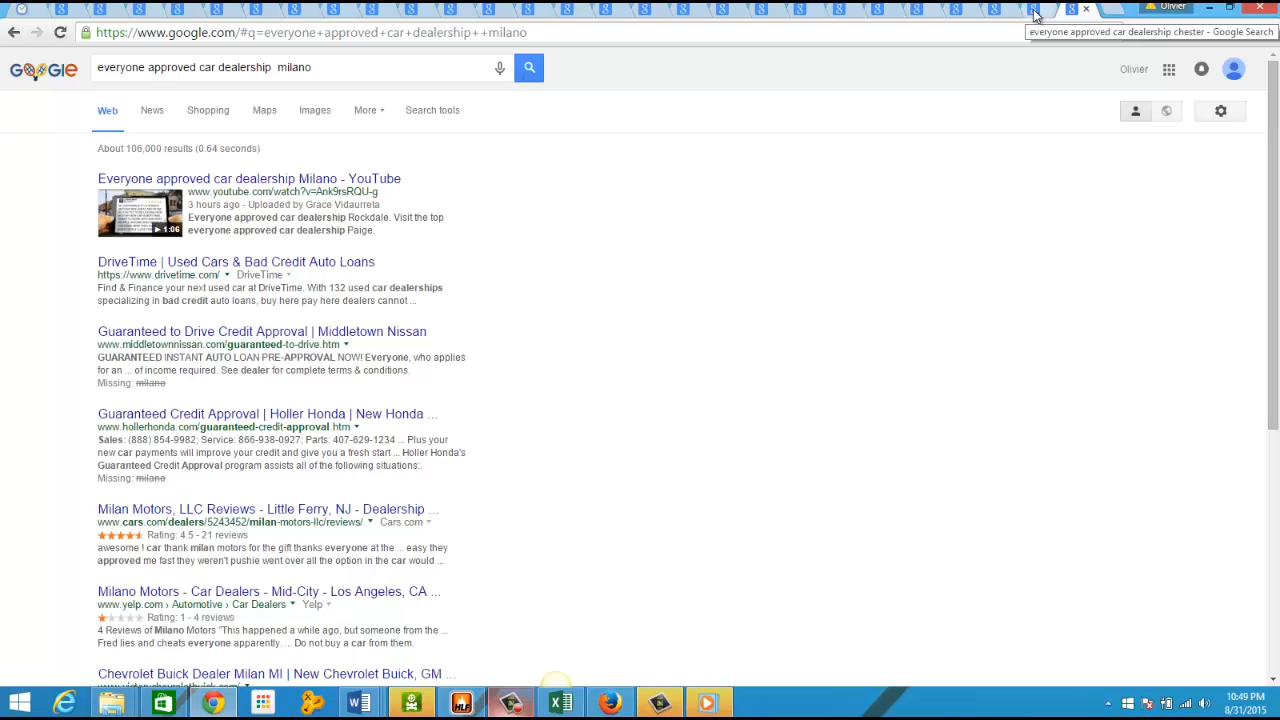 Olivier
https://www.google.com/#q=everyone+approved+car+dealership++milano
everyone approved car dealership chester - Google Search
Google
everyone approved car dealership  milano
Olivier
Web News Shopping Maps Images More Search tools
About 106,000 results (0.64 seconds)
Everyone approved car dealership Milano - YouTube
www.youtube.com/watch?v=Ank9rsRQU-g
3 hours ago - Uploaded by Grace Vidaurreta
Everyone approved car dealership Rockdale. Visit the top
everyone approved car dealership Paige.
1:06
DriveTime | Used Cars & Bad Credit Auto Loans
https://www.drivetime.com/ DriveTime
Find & Finance your next used car at DriveTime. With 132 used car dealerships
specializing in bad credit auto loans, buy here pay here dealers cannot ...
Guaranteed to Drive Credit Approval | Middletown Nissan
www.middletownnissan.com/guaranteed-to-drive.htm
GUARANTEED INSTANT AUTO LOAN PRE-APPROVAL NOW! Everyone, who applies
for an ... of income required. See dealer for complete terms & conditions.
Missing: milano
Guaranteed Credit Approval | Holler Honda | New Honda ...
www.hollerhonda.com/guaranteed-credit-approval.htm
Sales: (888) 854-9982; Service: 866-938-0927; Parts: 407-629-1234 ... Plus your
new car payments will improve your credit and give you a fresh start ... Holler Honda's
Guaranteed Credit Approval program assists all of the following situations:.
Missing: milano
Milan Motors, LLC Reviews - Little Ferry, NJ - Dealership ...
www.cars.com/dealers/5243452/milan-motors-llc/reviews/ Cars.com
Rating: 4.5 - 21 reviews
awesome ! car thank milan motors for the gift thanks everyone at the ... easy they
approved me fast they weren't pushie went over all the option in the car would ...
Milano Motors - Car Dealers - Mid-City - Los Angeles, CA ...
www.yelp.com › Automotive › Car Dealers Yelp
Rating: 1 - 4 reviews
4 Reviews of Milano Motors "This happened a while ago, but someone from the ...
Fred lies and cheats everyone apparently. ... Do not buy a car from them.
Chevrolet Buick Dealer Milan MI | New Chevrolet Buick, GM ...
HLF
10:49 PM
8/31/2015